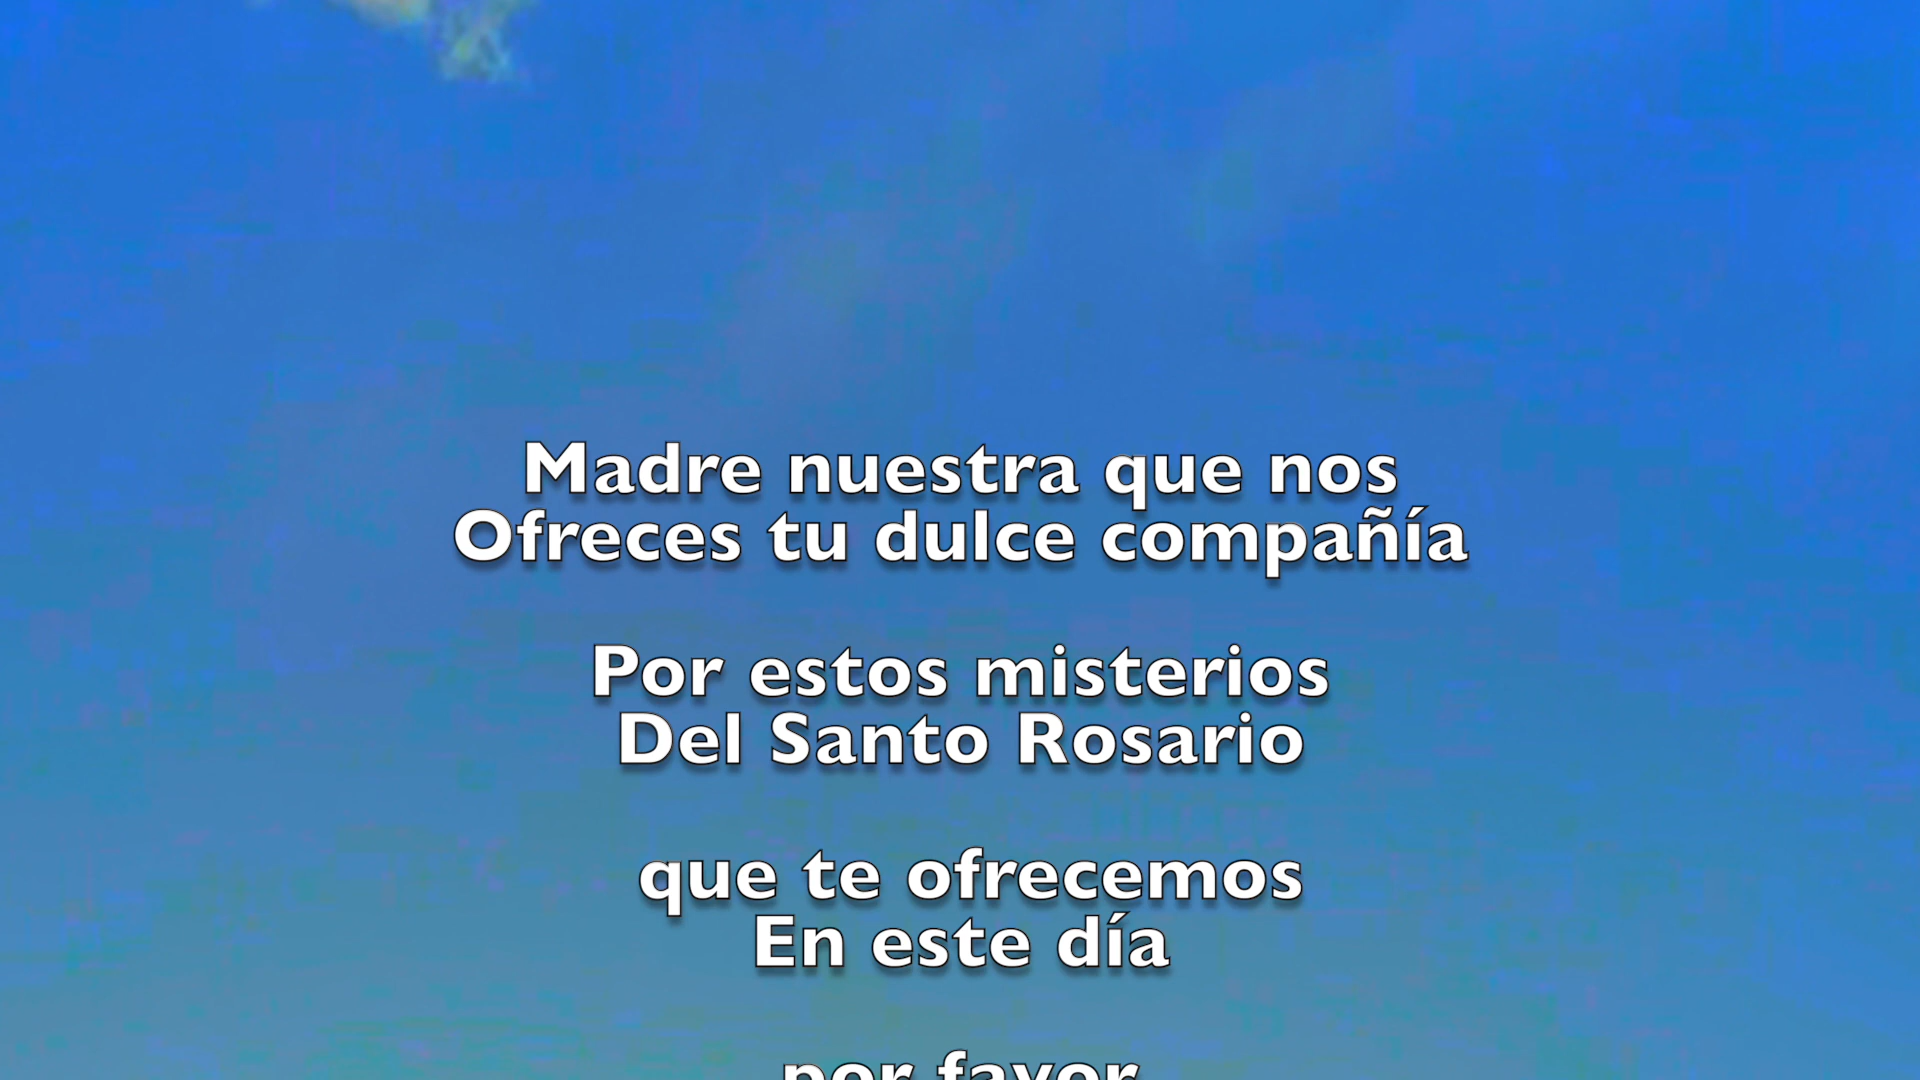 Madre nuestra que nos
Ofreces tu dulce compañía
Por estos misterios
Del Santo Rosario
que te ofrecemos
En este día
por favor